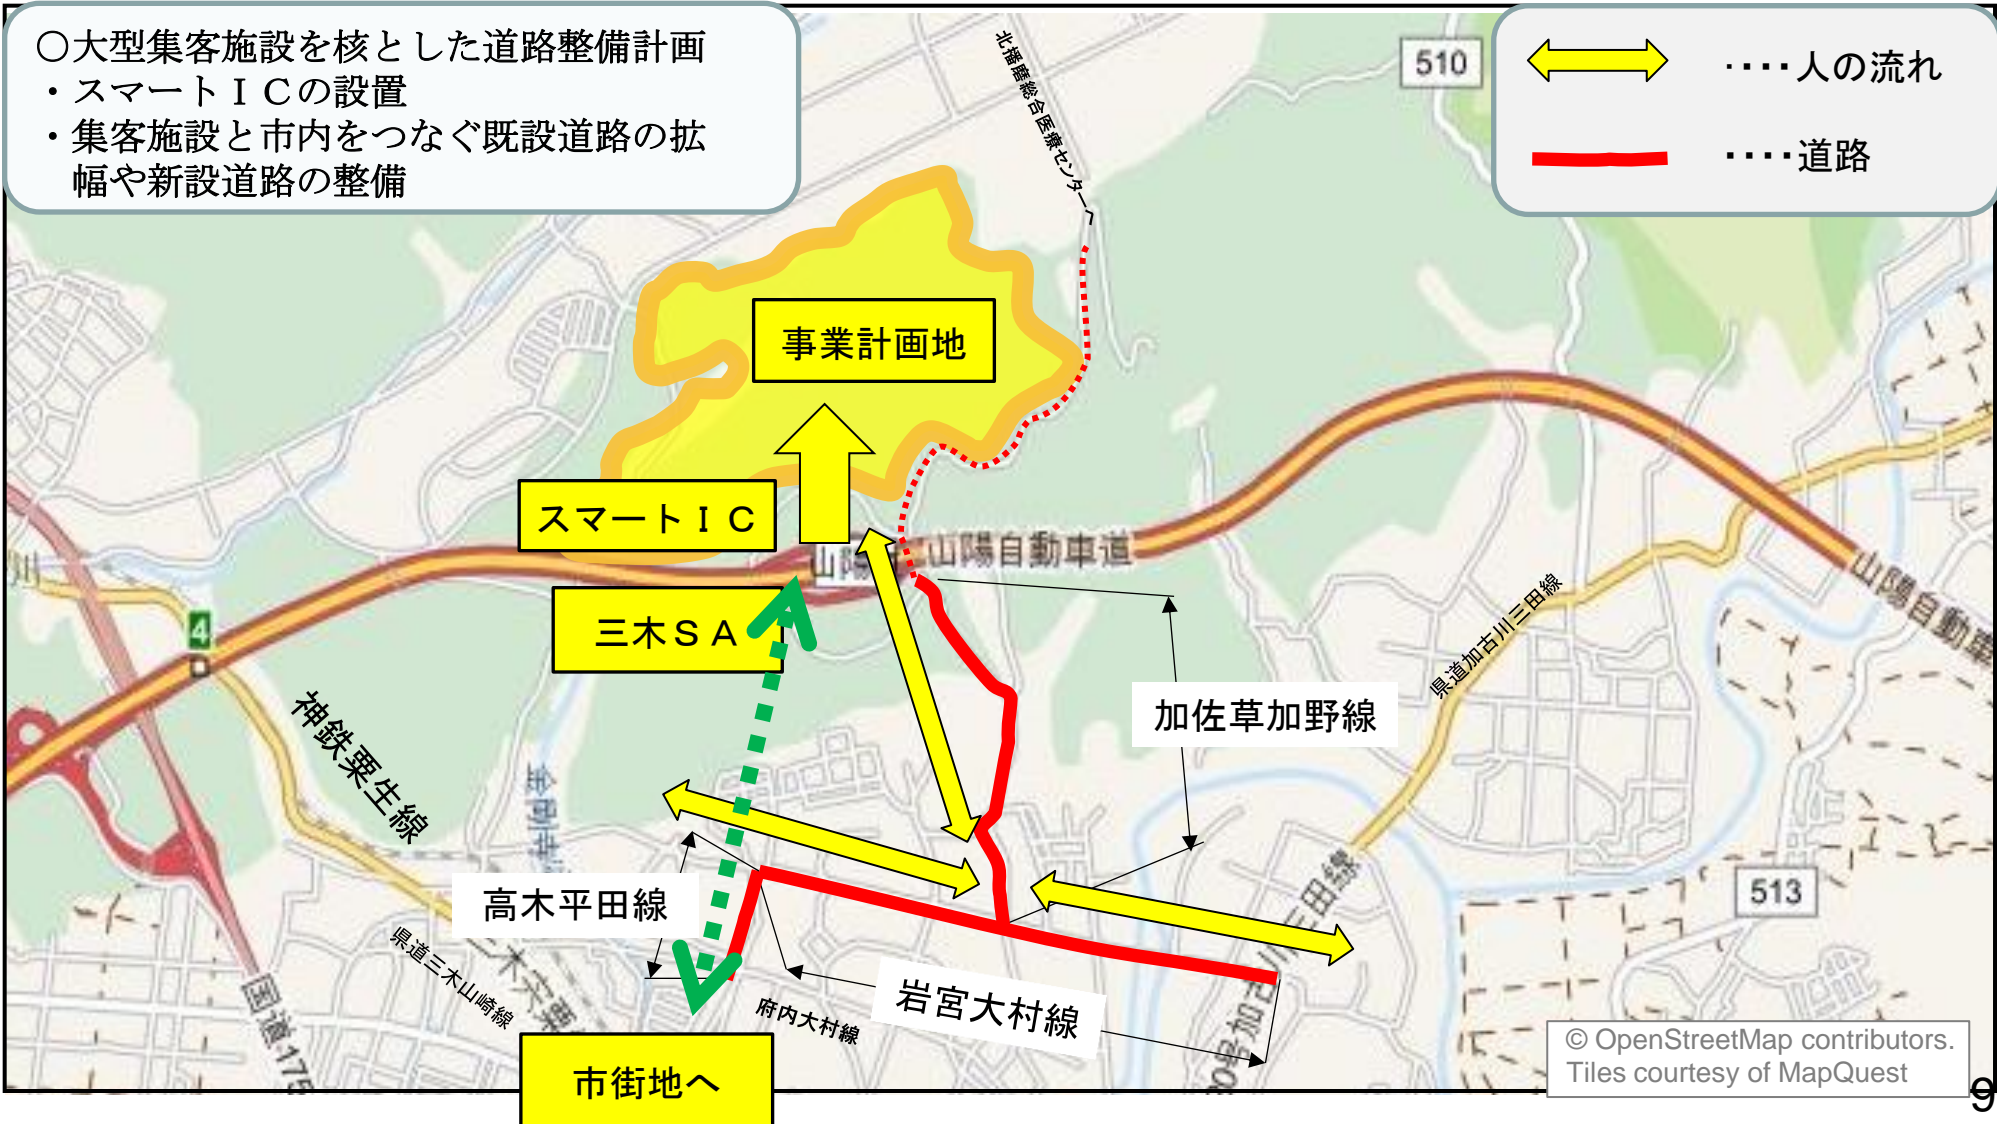 〇大型集客施設を核とした道路整備計画
・スマートＩＣの設置
・集客施設と市内をつなぐ既設道路の拡
幅や新設道路の整備
‥‥人の流れ
‥‥道路
510
北播磨総合医療センターへ
事業計画地
スマートＩＣ
山陽自動車道
三木ＳＡ
4
神鉄粟生線
加佐草加野線
県道加古川三田線
山陽自動車
高木平田線
県道三木山崎線
513
岩宮大村線
府内大村線
国道175
市街地へ
© OpenStreetMap contributors.
Tiles courtesy of MapQuest
9